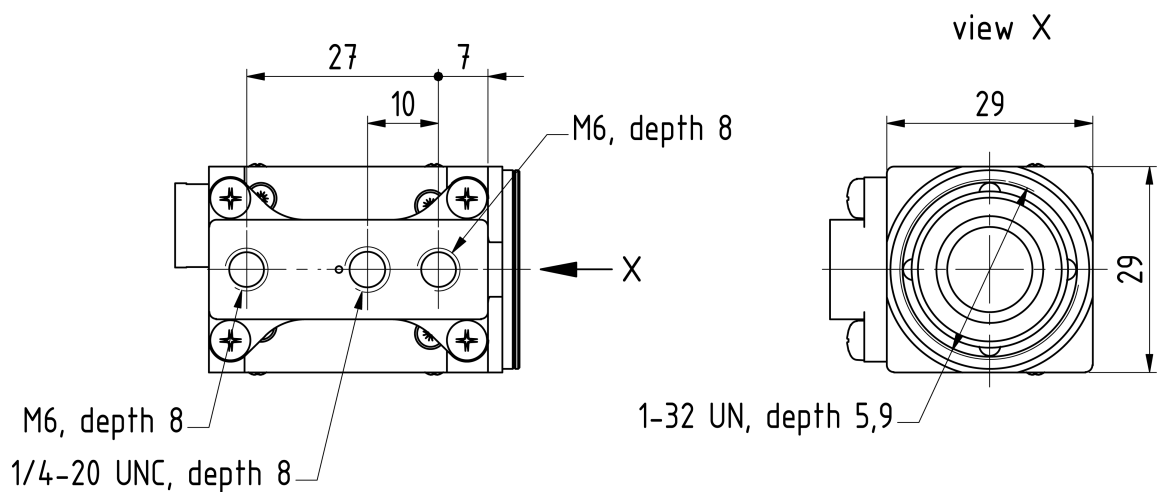 view X
27
7
10
29
M6, depth 8
X
29
M6, depth 8
1-32 UN, depth 5,9
1/4-20 UNC, depth 8